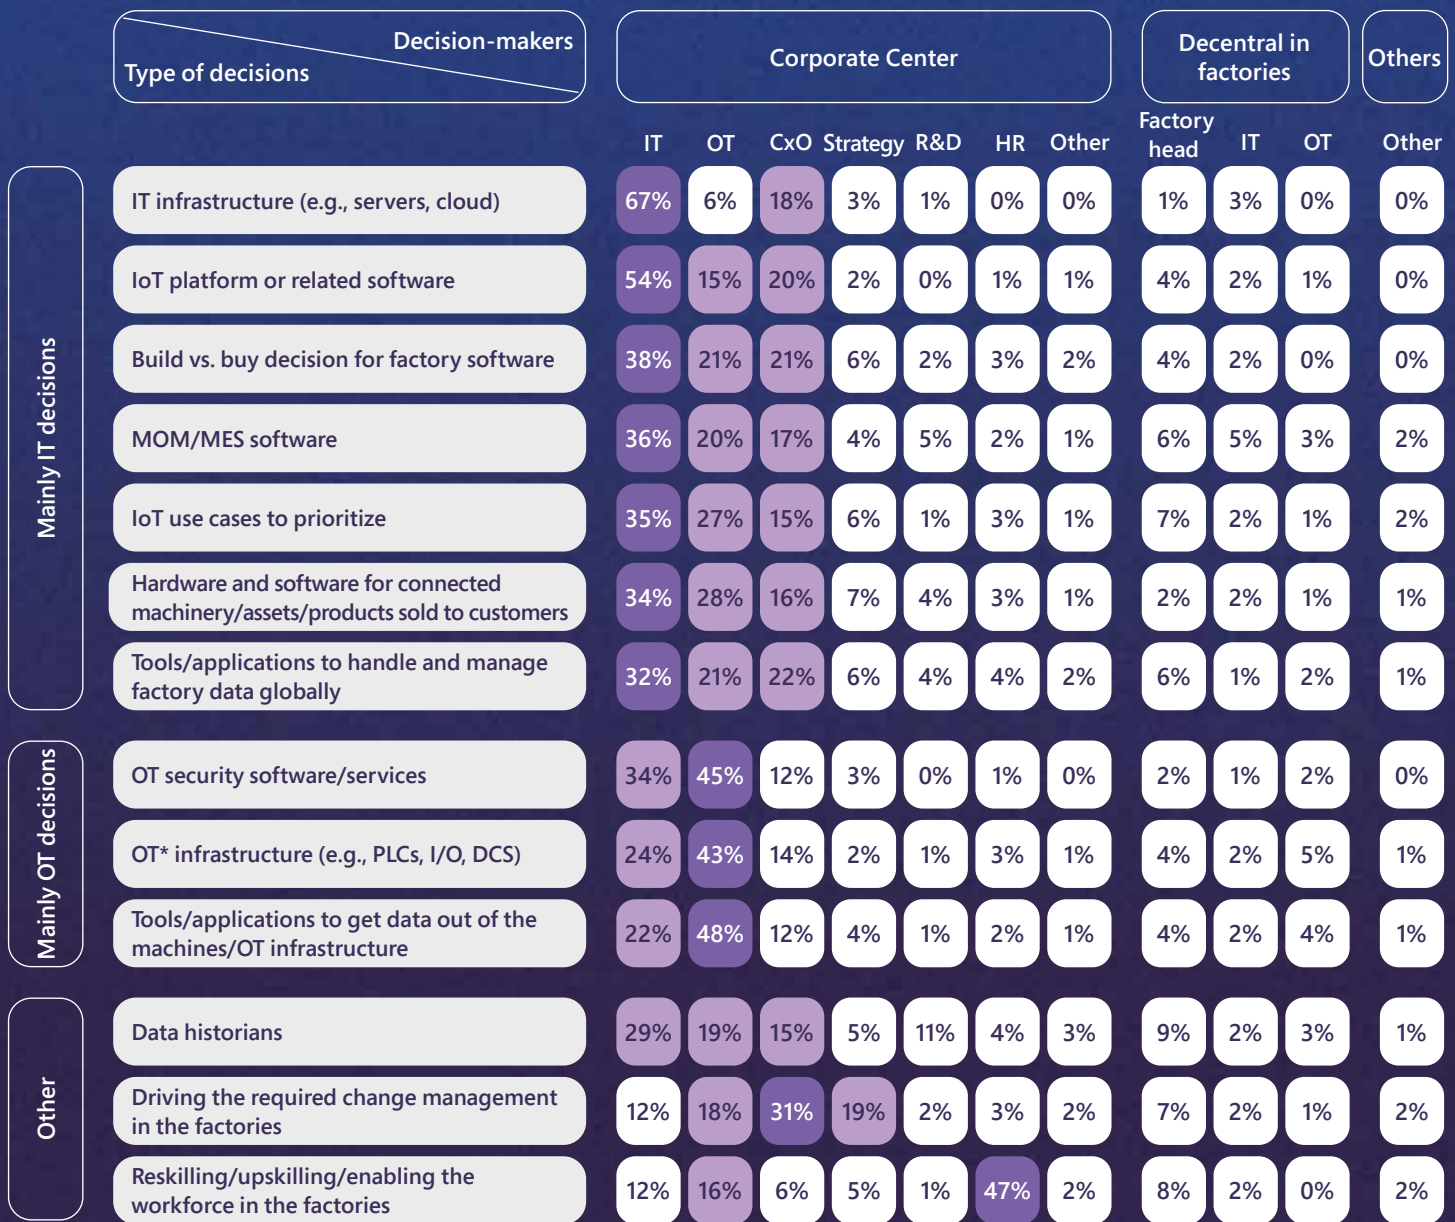 Decision-makers
Type of decisions
Corporate Center
Decentral in
factories
Others
IT OT CxO Strategy R&D HR Other Factory head IT OT Other
Mainly IT decisions
IT infrastructure (e.g., servers, cloud) 67% 6% 18% 3% 1% 0% 0% 1% 3% 0% 0%
IoT platform or related software 54% 15% 20% 2% 0% 1% 1% 4% 2% 1% 0%
Build vs. buy decision for factory software 38% 21% 21% 6% 2% 3% 2% 4% 2% 0% 0%
MOM/MES software 36% 20% 17% 4% 5% 2% 1% 6% 5% 3% 2%
IoT use cases to prioritize 35% 27% 15% 6% 1% 3% 1% 7% 2% 1% 2%
Hardware and software for connected
machinery/assets/products sold to customers 34% 28% 16% 7% 4% 3% 1% 2% 2% 1% 1%
Tools/applications to handle and manage
factory data globally 32% 21% 22% 6% 4% 4% 2% 6% 1% 2% 1%
Mainly OT decisions
OT security software/services 34% 45% 12% 3% 0% 1% 0% 2% 1% 2% 0%
OT* infrastructure (e.g., PLCs, I/O, DCS) 24% 43% 14% 2% 1% 3% 1% 4% 2% 5% 1%
Tools/applications to get data out of the
machines/OT infrastructure 22% 48% 12% 4% 1% 2% 1% 4% 2% 4% 1%
Other
Data historians 29% 19% 15% 5% 11% 4% 3% 9% 2% 3% 1%
Driving the required change management
in the factories 12% 18% 31% 19% 2% 3% 2% 7% 2% 1% 2%
Reskilling/upskilling/enabling the
workforce in the factories 12% 16% 6% 5% 1% 47% 2% 8% 2% 0% 2%